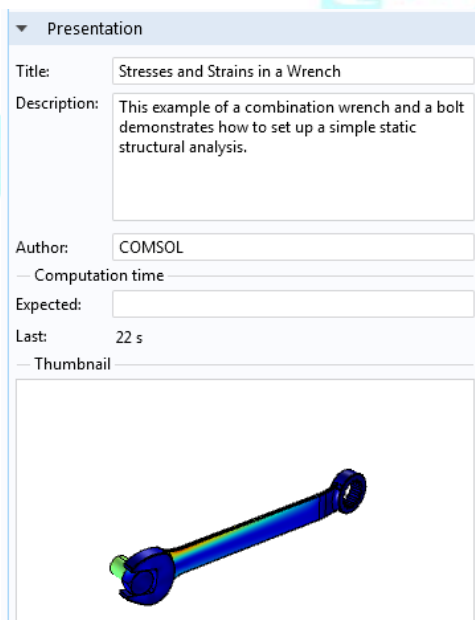 Presentation
Title: Stresses and Strains in a Wrench
Description: This example of a combination wrench and a bolt
demonstrates how to set up a simple static
structural analysis.
Author: COMSOL
Computation time
Expected:
Last: 22 s
Thumbnail